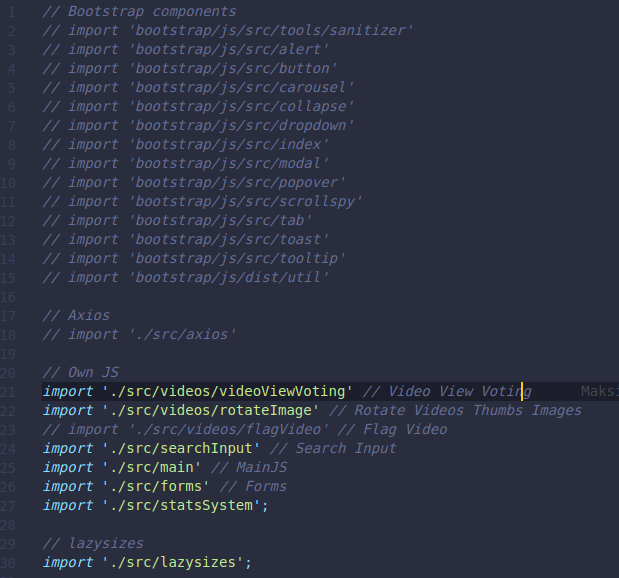 1 // Bootstrap components
2 // import 'bootstrap/js/src/tools/sanitizer'
3 // import 'bootstrap/js/src/alert'
4 // import 'bootstrap/js/src/button'
5 // import 'bootstrap/js/src/carousel'
6 // import 'bootstrap/js/src/collapse'
7 // import 'bootstrap/js/src/dropdown'
8 // import 'bootstrap/js/src/index'
9 // import 'bootstrap/js/src/modal'
10 // import 'bootstrap/js/src/popover'
11 // import 'bootstrap/js/src/scrollspy'
12 // import 'bootstrap/js/src/tab'
13 // import 'bootstrap/js/src/toast'
14 // import 'bootstrap/js/src/tooltip'
15 // import 'bootstrap/js/dist/util'
16
17 // Axios
18 // import './src/axios'
19
20 // Own JS
21 import './src/videos/videoViewVoting' // Video View Voting Maksi
22 import './src/videos/rotateImage' // Rotate Videos Thumbs Images
23 // import './src/videos/flagVideo' // Flag Video
24 import './src/searchInput' // Search Input
25 import './src/main' // MainJS
26 import './src/forms' // Forms
27 import './src/statsSystem';
28
29 // lazysizes
30 import './src/lazysizes';